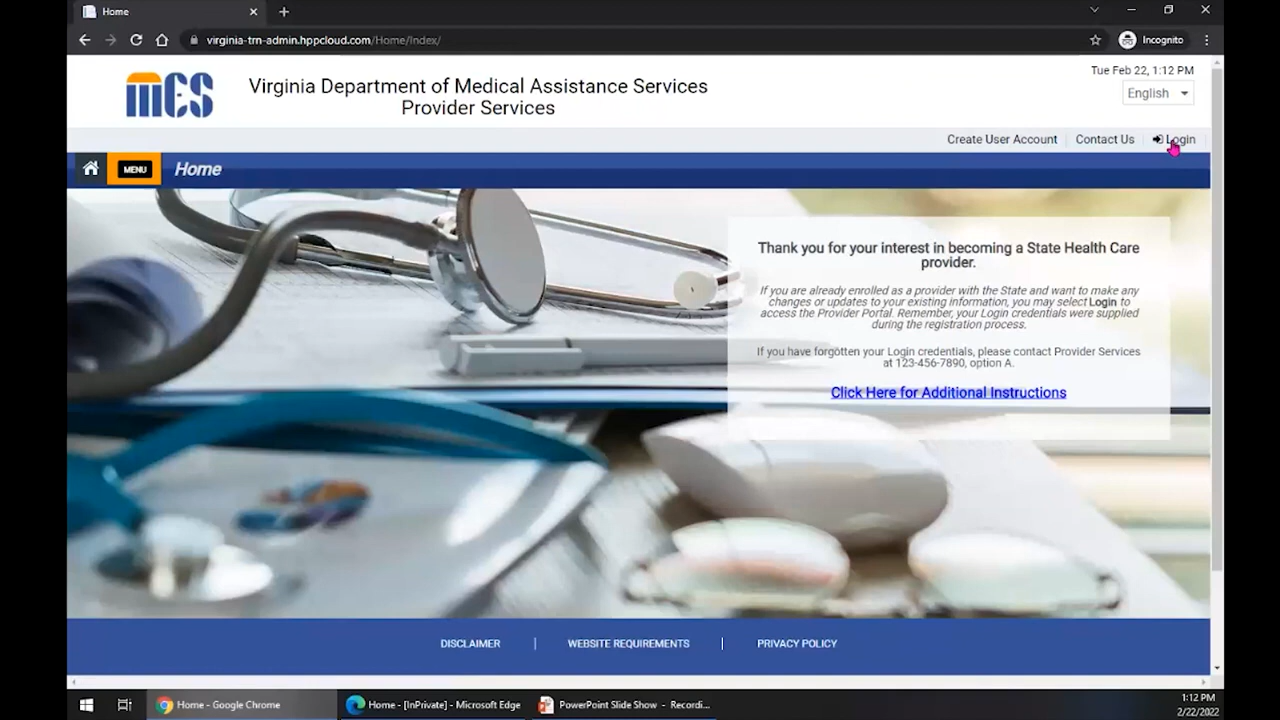 Home
virginia-trn-admin.hppcloud.com/Home/Index/
Incognito
mES
Virginia Department of Medical Assistance Services
Provider Services
Tue Feb 22, 1:12 PM
English
Create User Account
Contact Us
Login
MENU
Home
Thank you for your interest in becoming a State Health Care
provider.
If you are already enrolled as a provider with the State and want to make any
changes or updates to your existing information, you may select Login to
access the Provider Portal. Remember, your Login credentials were supplied
during the registration process.
If you have forgotten your Login credentials, please contact Provider Services
at 123-456-7890, option A.
Click Here for Additional Instructions
DISCLAIMER | WEBSITE REQUIREMENTS | PRIVACY POLICY
Home - Google Chrome
Home - [InPrivate] - Microsoft Edge
PowerPoint Slide Show - Recordi...
1:12 PM
2/22/2022